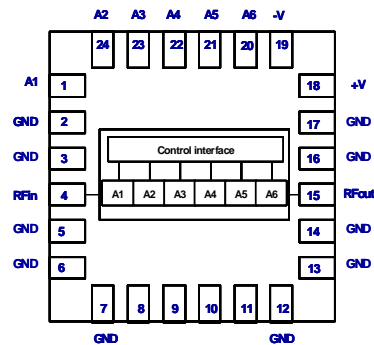 A2 A3 A4 A5 A6 -V
24 23 22 21 20 19
A1 1 18 +V
GND 2 17 GND
GND 3 16 GND
Control interface
RFin 4 A1 A2 A3 A4 A5 A6 15 RFout
GND 5 14 GND
GND 6 13 GND
7 8 9 10 11 12
GND GND